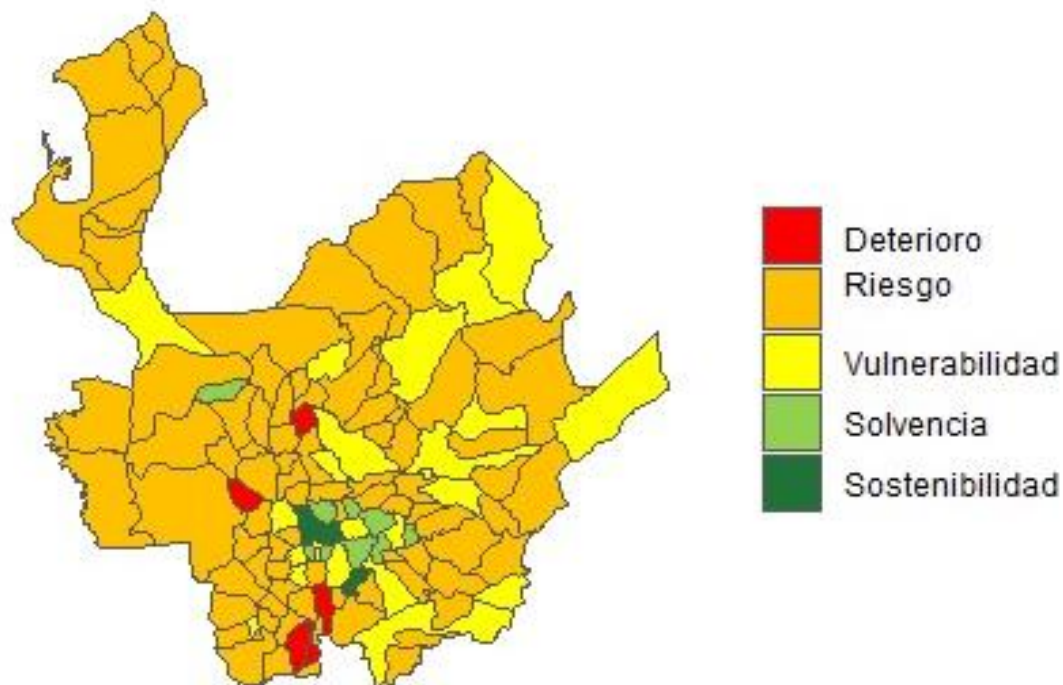 Deterioro
Riesgo
Vulnerabilidad
Solvencia
Sostenibilidad